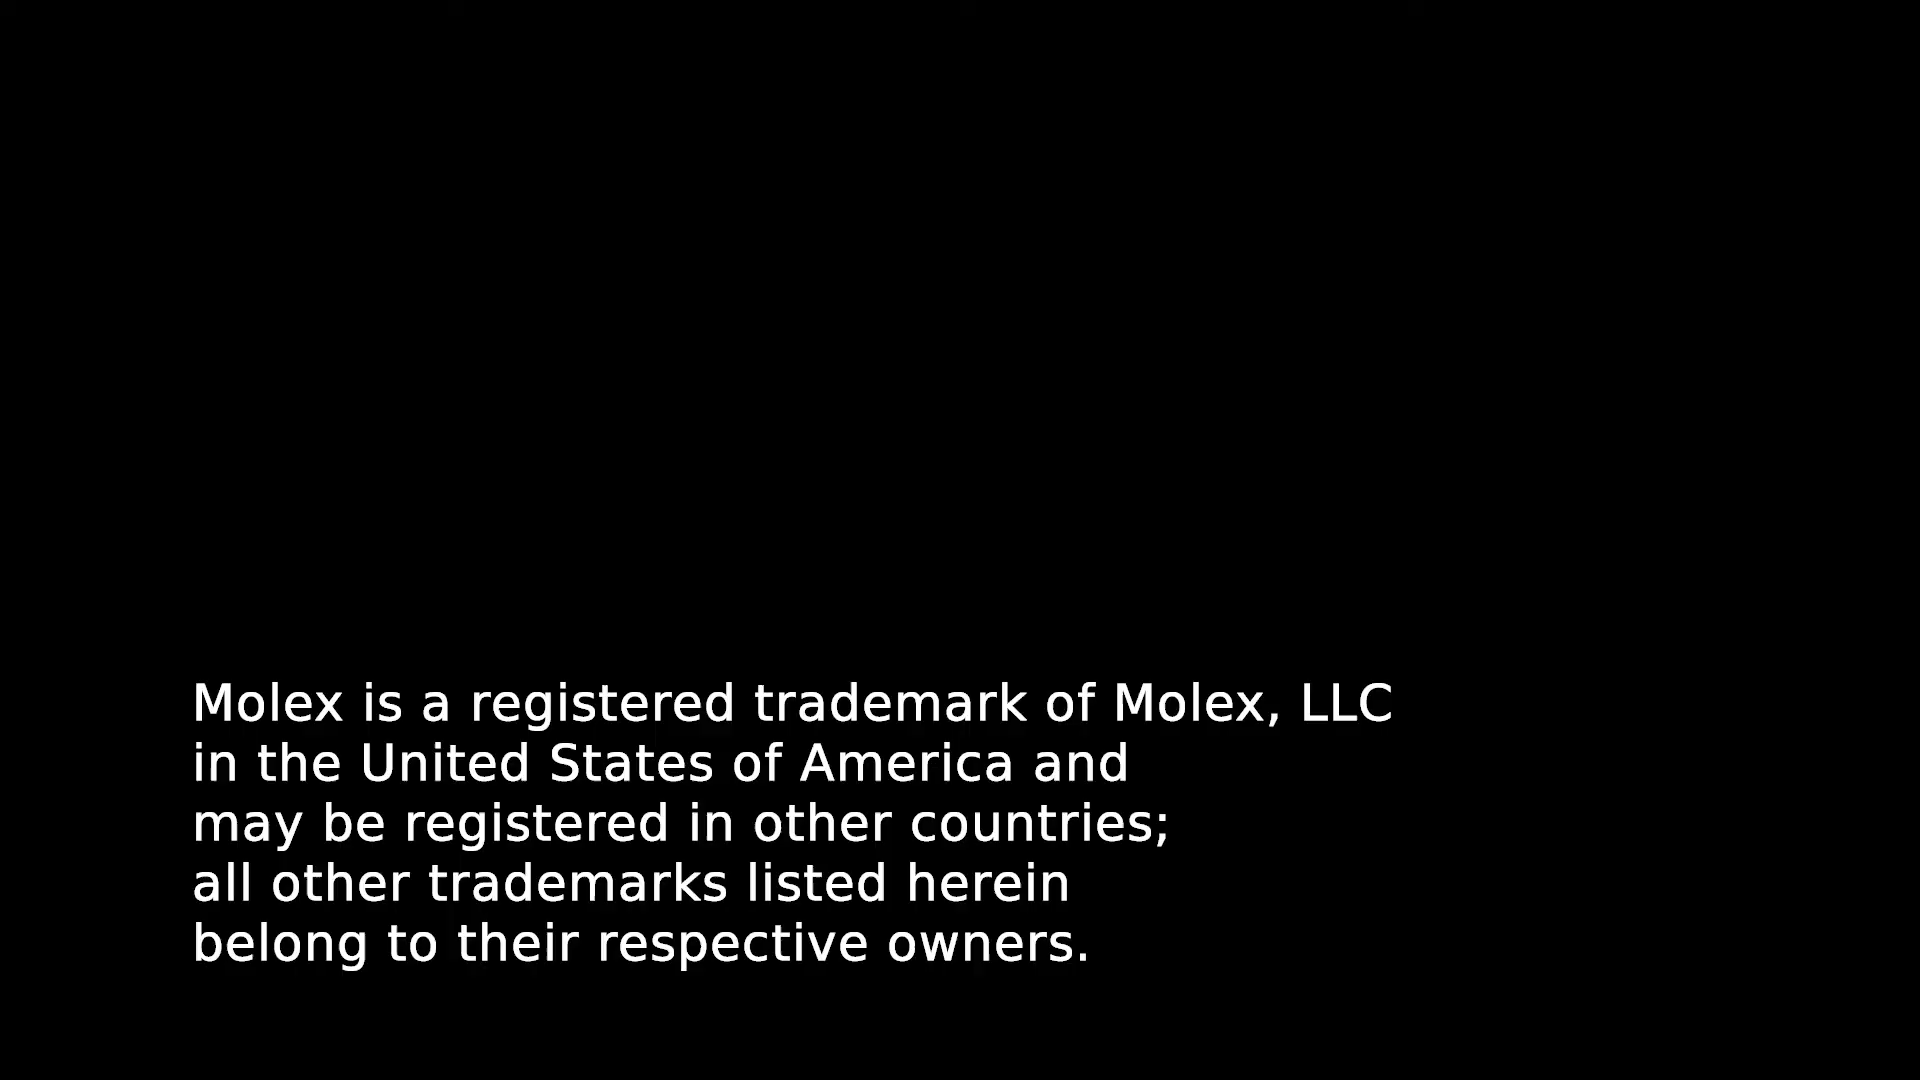 Molex is a registered trademark of Molex, LLC
in the United States of America and
may be registered in other countries;
all other trademarks listed herein
belong to their respective owners.